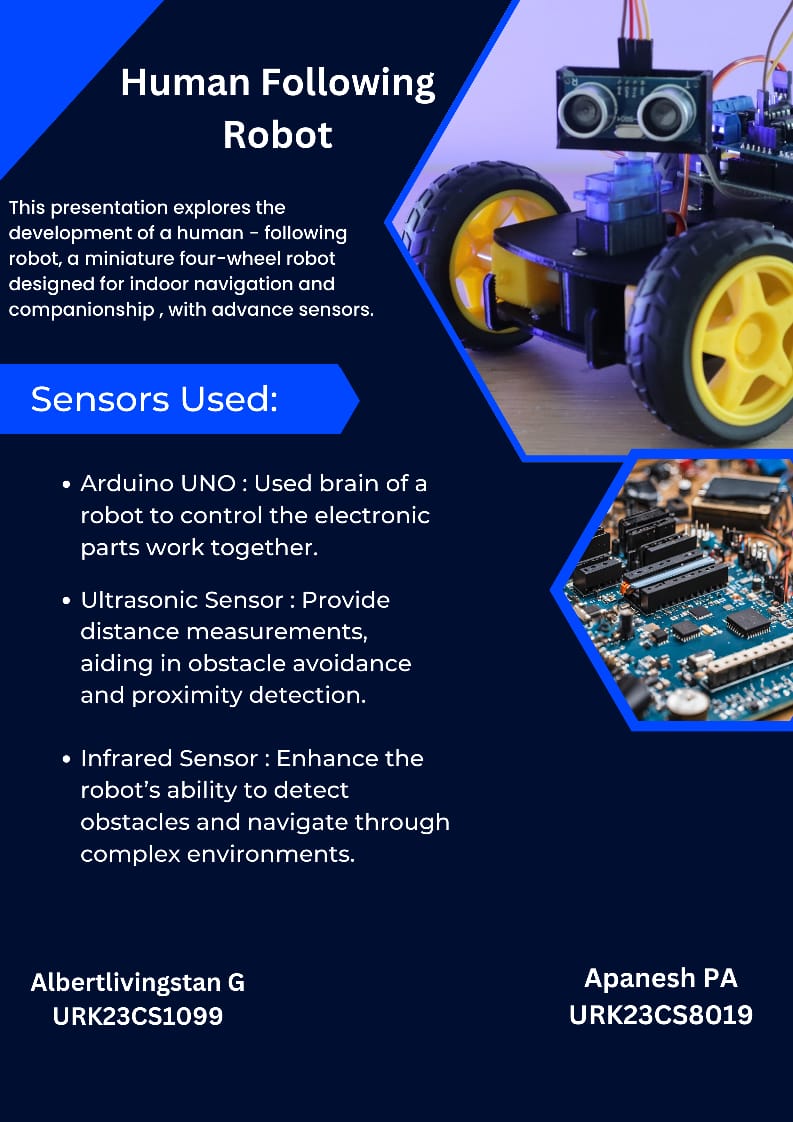 Human Following
Robot
This presentation explores the
development of a human - following
robot, a miniature four-wheel robot
designed for indoor navigation and
companionship , with advance sensors.
Sensors Used:
• Arduino UNO : Used brain of a
robot to control the electronic
parts work together.
• Ultrasonic Sensor : Provide
distance measurements,
aiding in obstacle avoidance
and proximity detection.
• Infrared Sensor : Enhance the
robot's ability to detect
obstacles and navigate through
complex environments.
Albertlivingstan G
URK23CS1099
Apanesh PA
URK23CS8019